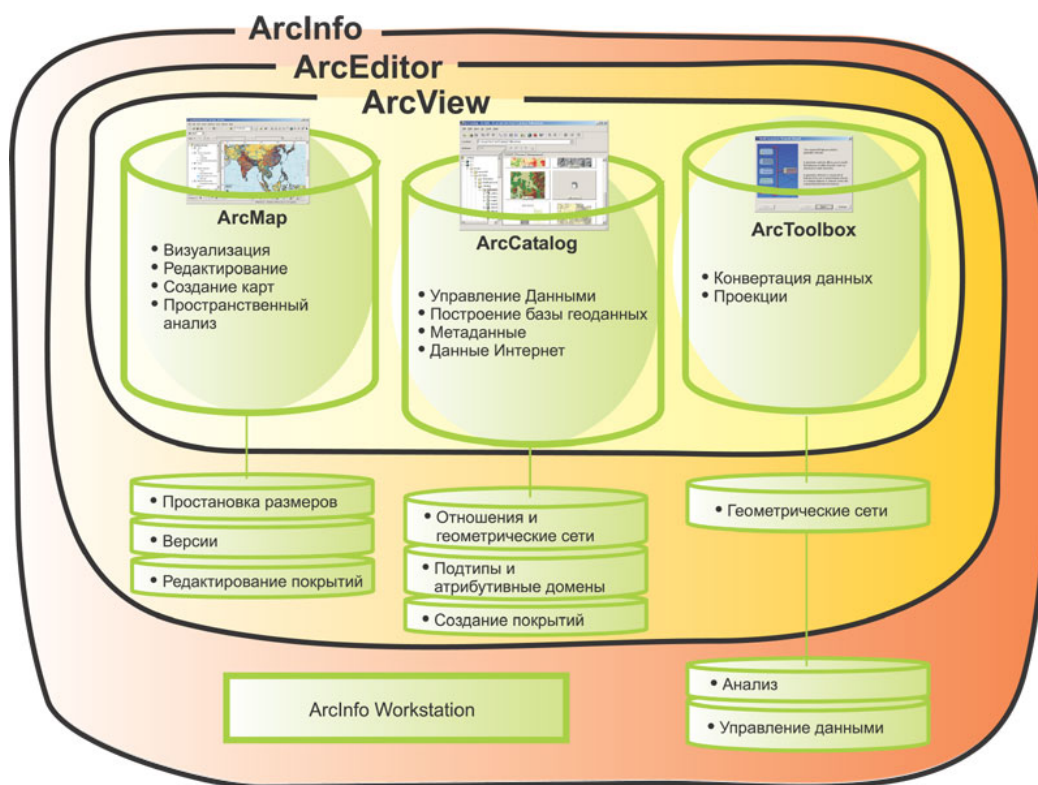 ArcInfo
ArcEditor
ArcView
ArcMap
• Визуализация
• Редактирование
• Создание карт
• Пространственный
анализ
ArcCatalog
• Управление Данными
• Построение базы геоданных
• Метаданные
• Данные Интернет
ArcToolbox
• Конвертация данных
• Проекции
• Простановка размеров
• Версии
• Редактирование покрытий
• Отношения и
геометрические сети
• Подтипы и
атрибутивные домены
• Создание покрытий
• Геометрические сети
ArcInfo Workstation
• Анализ
• Управление данными